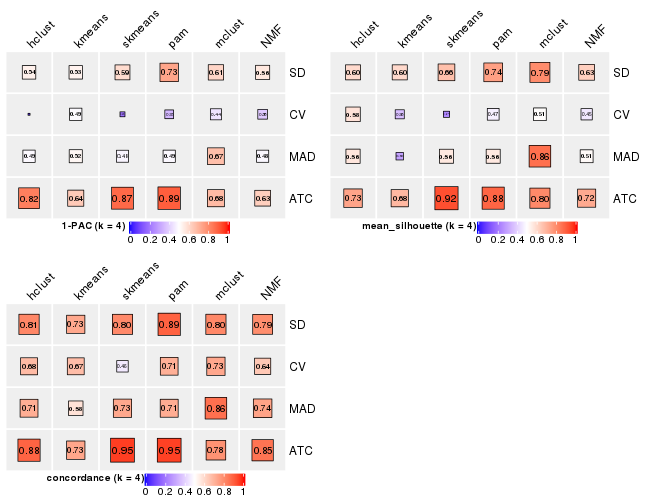 hclust kmeans skmeans pam mclust NMF
0.54 0.53 0.59 0.73 0.61 0.56 SD
0.49 0.44 CV
0.49 0.52 0.48 0.49 0.67 0.48 MAD
0.82 0.64 0.87 0.89 0.68 0.63 ATC
1-PAC (k = 4)
0 0.2 0.4 0.6 0.8 1
hclust kmeans skmeans pam mclust NMF
0.60 0.60 0.66 0.74 0.79 0.63 SD
0.58 0.47 0.51 0.45 CV
0.56 0.56 0.56 0.86 0.51 MAD
0.73 0.68 0.92 0.88 0.80 0.72 ATC
mean_silhouette (k = 4)
0 0.2 0.4 0.6 0.8 1
hclust kmeans skmeans pam mclust NMF
0.81 0.73 0.80 0.89 0.80 0.79 SD
0.68 0.67 0.71 0.73 0.64 CV
0.71 0.58 0.73 0.71 0.86 0.74 MAD
0.88 0.73 0.95 0.95 0.78 0.85 ATC
concordance (k = 4)
0 0.2 0.4 0.6 0.8 1